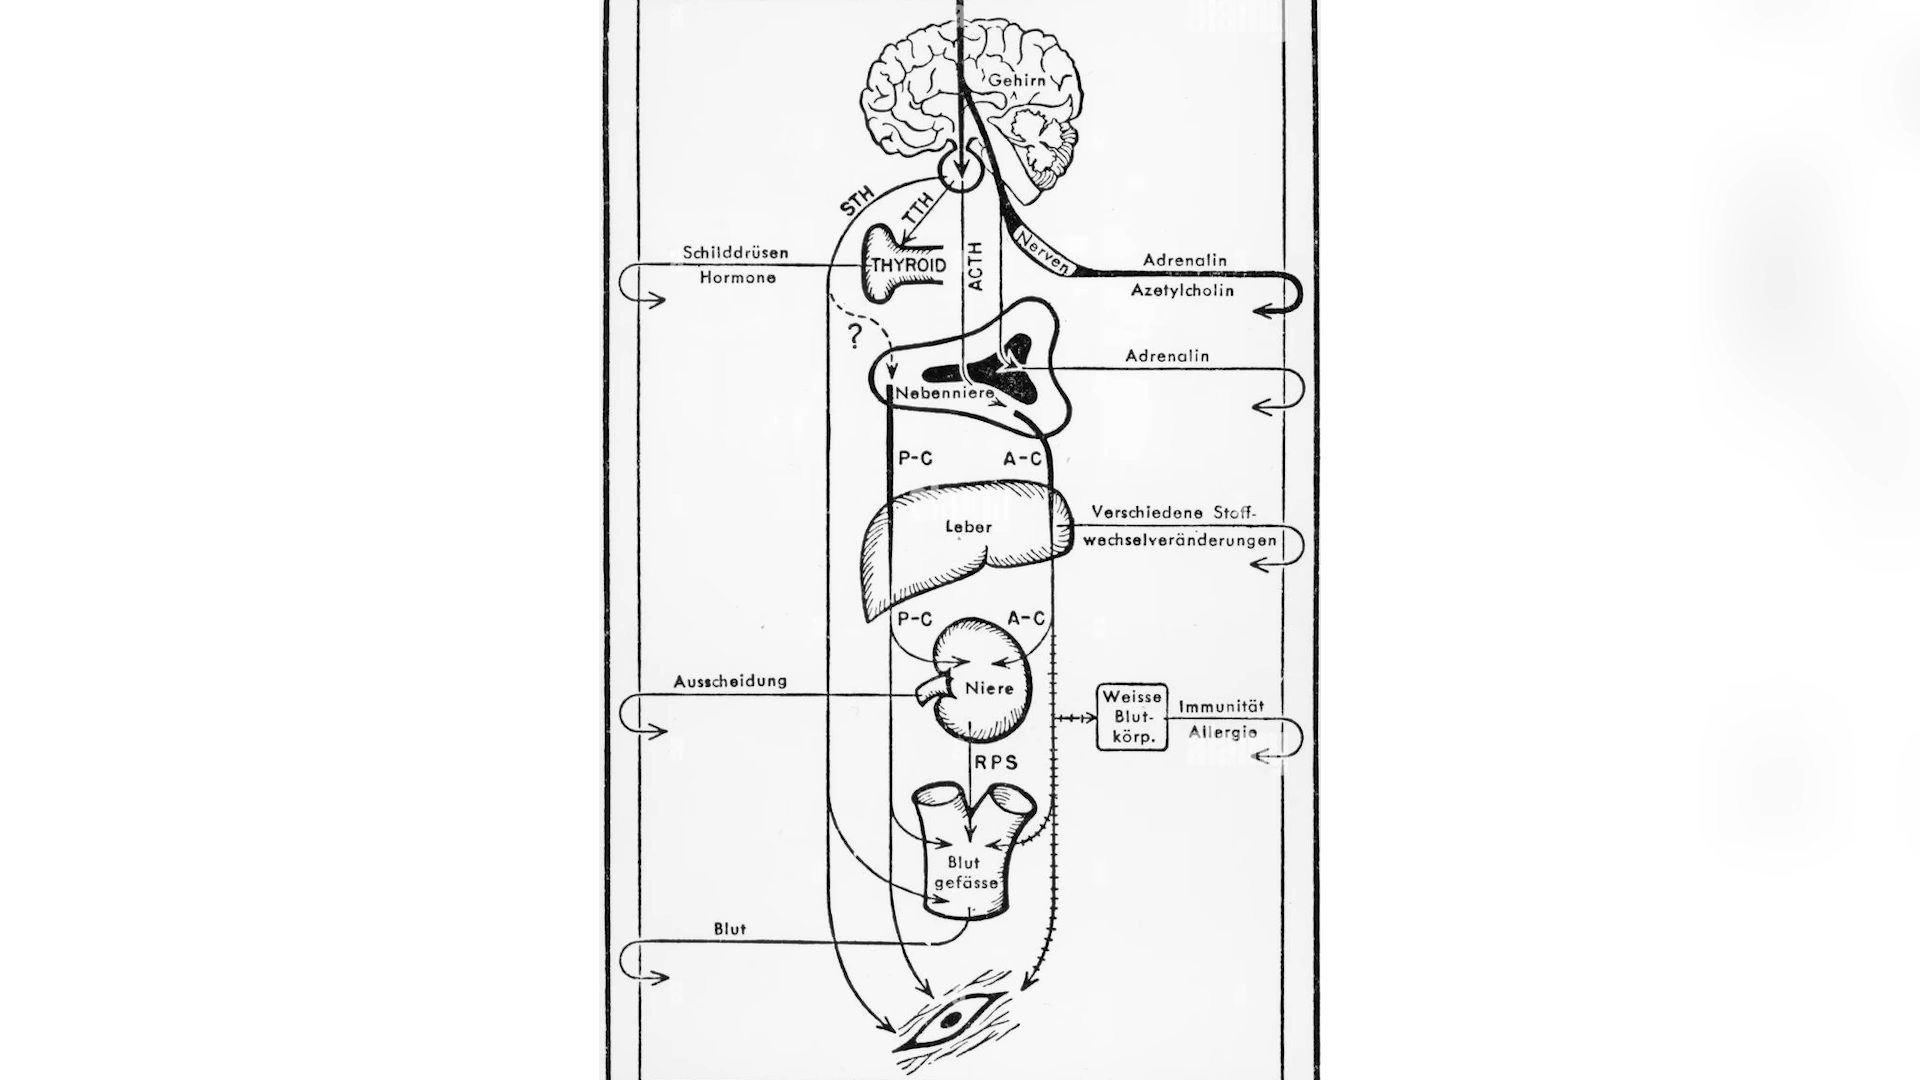 Gehirn
STH
TTH
Nerven
Schilddrüsen
Hormone
THYROID
ACTH
Adrenalin
Azetylcholin
?
Adrenalin
Nebenniere
P-C
A-C
Leber
Verschiedene Stoff-
wechselveränderungen
P-C
A-C
Ausscheidung
Niere
Weisse
Blut-
körp.
Immunität
Allergie
RPS
Blut
gefässe
Blut